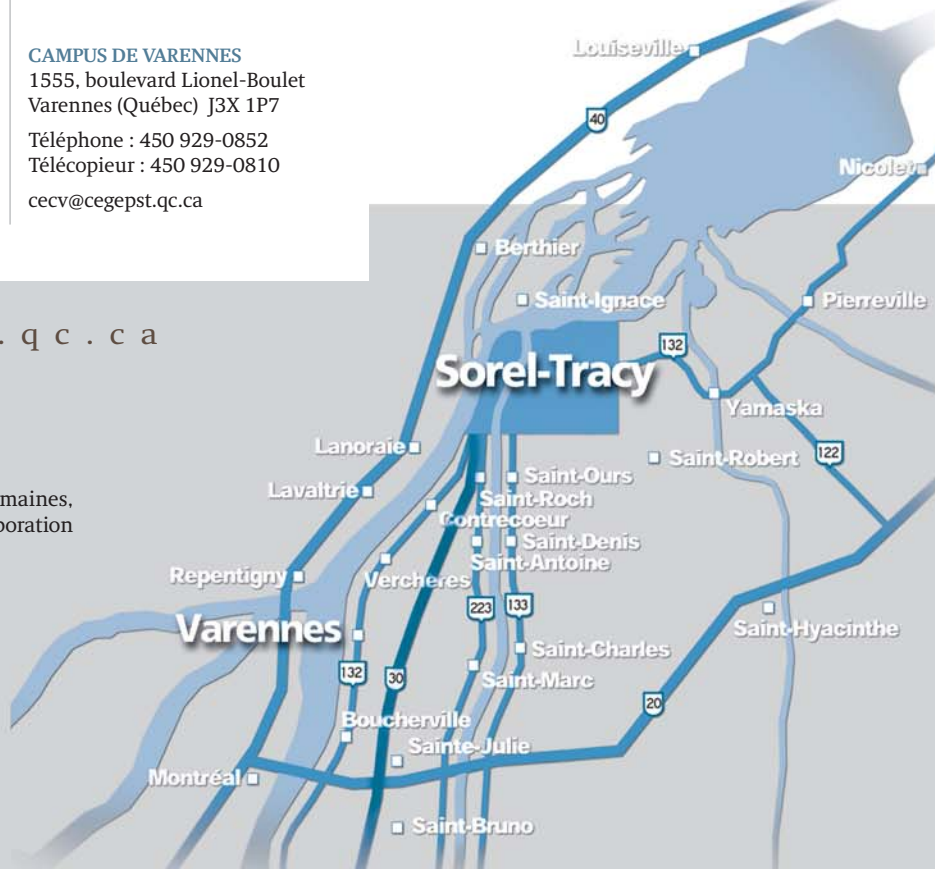 CAMPUS DE VARENNES
1555, boulevard Lionel-Boulet
Varennes (Québec) J3X 1P7
Téléphone : 450 929-0852
Télécopieur : 450 929-0810
cecv@cegepst.qc.ca
. q c . c a
maines,
poration
Louiseville
40
Nicolet
Berthier
Saint-Ignace
Pierreville
132
Sorel-Tracy
Yamaska
Lanoraie
Saint-Robert
122
Lavaltrie
Saint-Ours
Saint-Roch
Contrecoeur
Saint-Denis
Saint-Antoine
Repentigny
Verchères
223
133
Varennes
Saint-Hyacinthe
Saint-Charles
132
30
Saint-Marc
20
Boucherville
Sainte-Julie
Montréal
Saint-Bruno